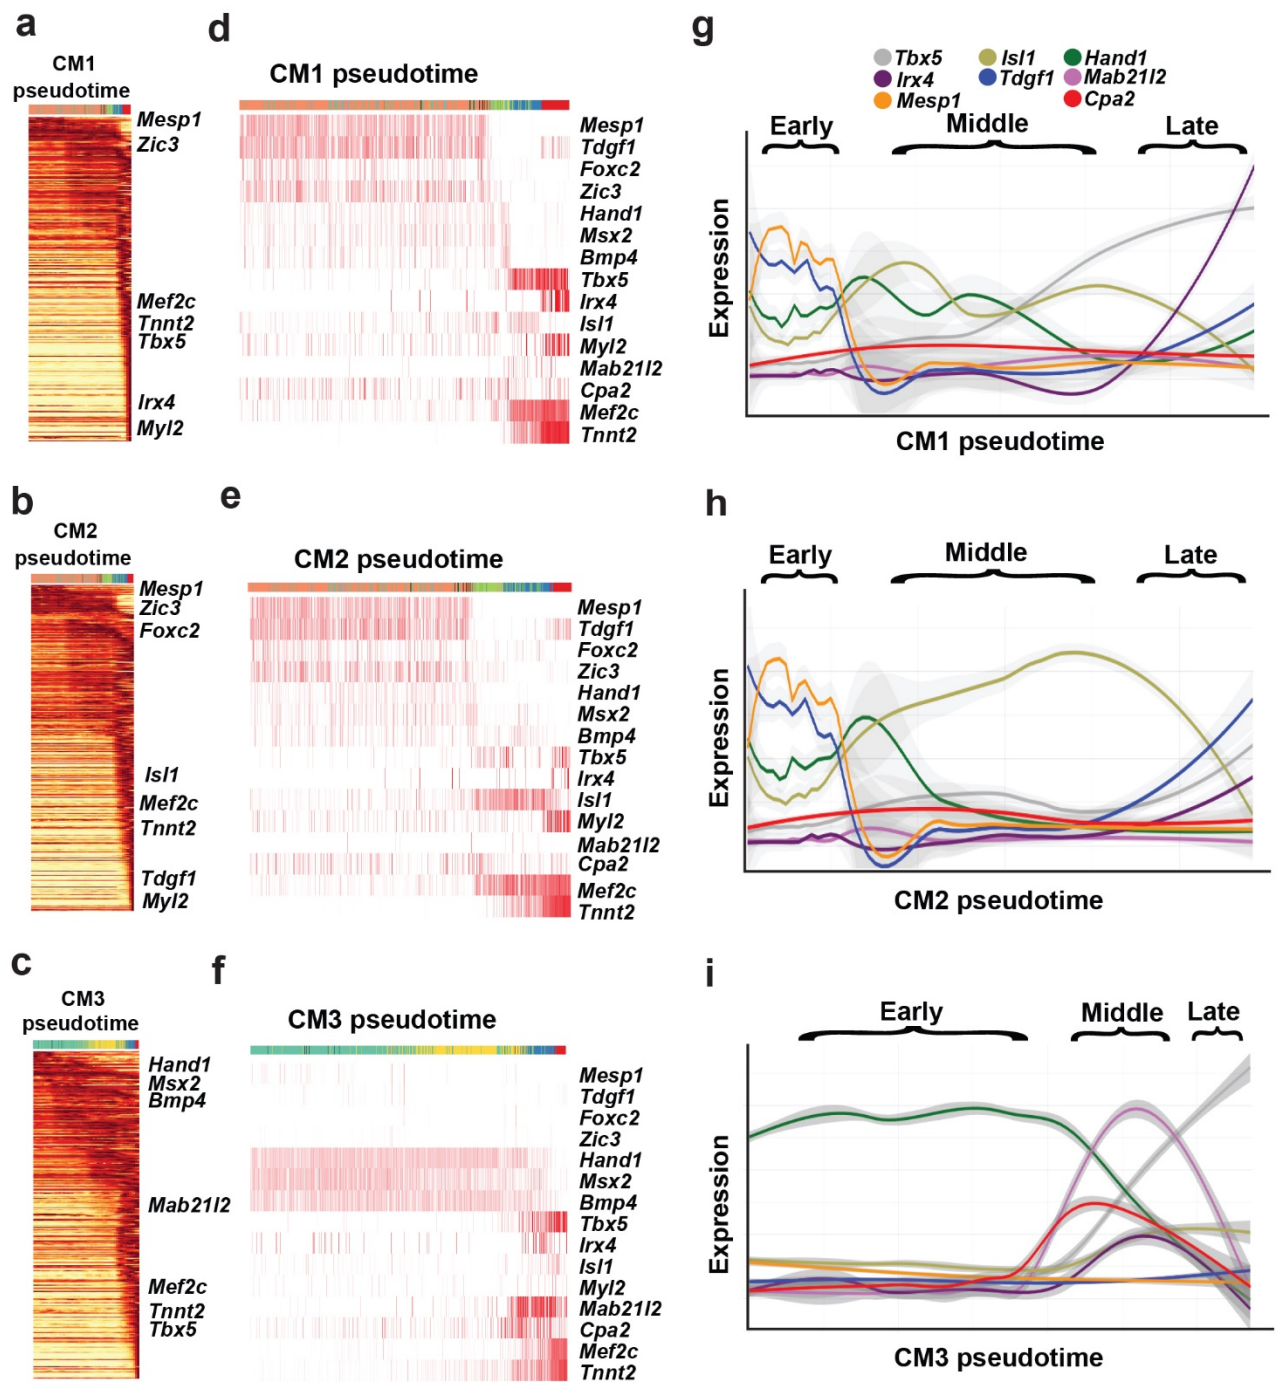 a
CM1
pseudotime
Mesp1
Zic3
Mef2c
Tnnt2
Tbx5
Irx4
Myl2
d
CM1 pseudotime
Mesp1
Tdgf1
Foxc2
Zic3
Hand1
Msx2
Bmp4
Tbx5
Irx4
Isl1
Myl2
Mab21l2
Cpa2
Mef2c
Tnnt2
g
Tbx5 Isl1 Hand1
Irx4 Tdgf1 Mab21l2
Mesp1 Cpa2
Early Middle Late
Expression
CM1 pseudotime
b
CM2
pseudotime
Mesp1
Zic3
Foxc2
Isl1
Mef2c
Tnnt2
Tdgf1
Myl2
e
CM2 pseudotime
Mesp1
Tdgf1
Foxc2
Zic3
Hand1
Msx2
Bmp4
Tbx5
Irx4
Isl1
Myl2
Mab21l2
Cpa2
Mef2c
Tnnt2
h
Early Middle Late
Expression
CM2 pseudotime
c
CM3
pseudotime
Hand1
Msx2
Bmp4
Mab21l2
Mef2c
Tnnt2
Tbx5
f
CM3 pseudotime
Mesp1
Tdgf1
Foxc2
Zic3
Hand1
Msx2
Bmp4
Tbx5
Irx4
Isl1
Myl2
Mab21l2
Cpa2
Mef2c
Tnnt2
i
Early Middle Late
Expression
CM3 pseudotime